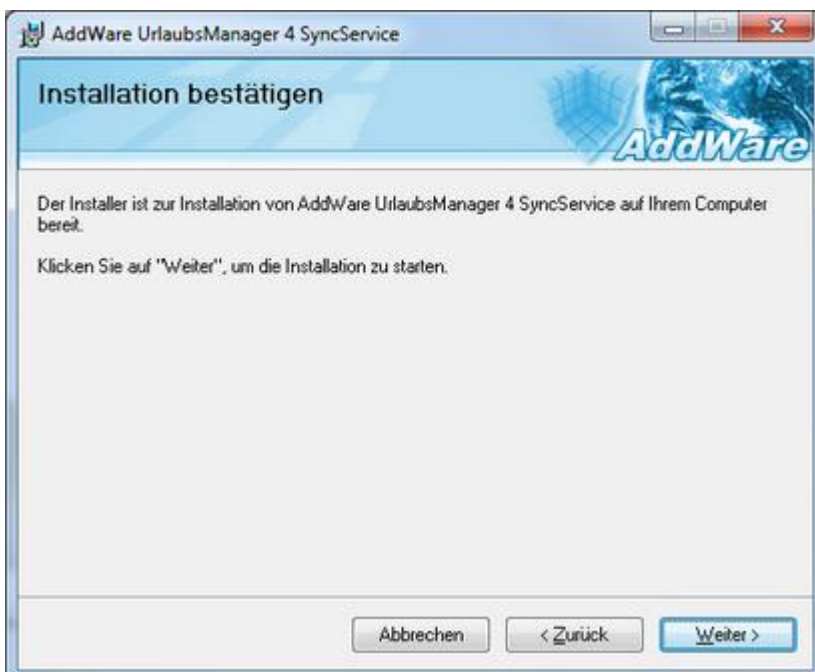 AddWare UrlaubsManager 4 SyncService
Installation bestätigen
AddWare
Der Installer ist zur Installation von AddWare UrlaubsManager 4 SyncService auf Ihrem Computer
bereit.
Klicken Sie auf "Weiter", um die Installation zu starten.
Abbrechen < Zurück Weiter >